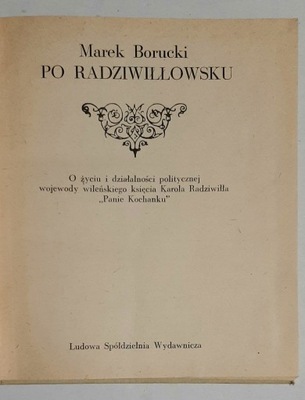 Marek Borucki
PO RADZIWIŁŁOWSKU
O życiu i działalności politycznej
wojewody wileńskiego księcia Karola Radziwiłła
„Panie Kochanku"
Ludowa Spółdzielnia Wydawnicza